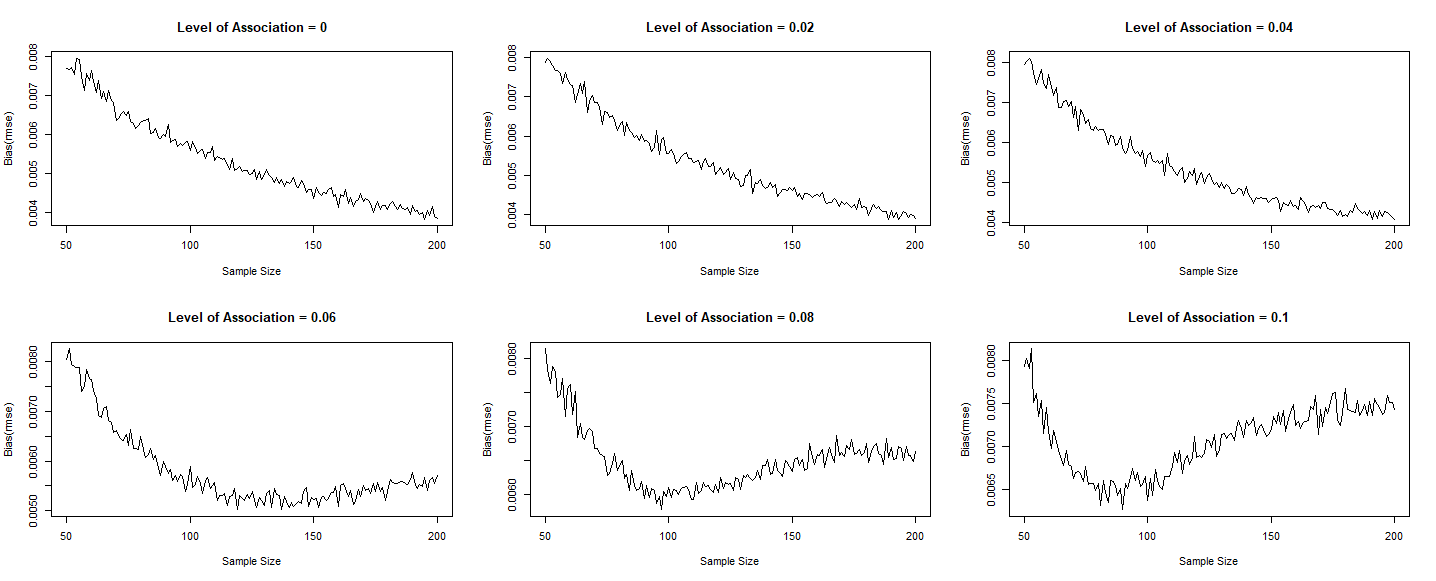 Level of Association = 0
Bias(rmse)
0.008
0.007
0.006
0.005
0.004
50 100 150 200
Sample Size
Level of Association = 0.02
Bias(rmse)
0.008
0.007
0.006
0.005
0.004
50 100 150 200
Sample Size
Level of Association = 0.04
Bias(rmse)
0.008
0.007
0.006
0.005
0.004
50 100 150 200
Sample Size
Level of Association = 0.06
Bias(rmse)
0.0080
0.0070
0.0060
0.0050
50 100 150 200
Sample Size
Level of Association = 0.08
Bias(rmse)
0.0080
0.0070
0.0060
50 100 150 200
Sample Size
Level of Association = 0.1
Bias(rmse)
0.0080
0.0075
0.0070
0.0065
50 100 150 200
Sample Size